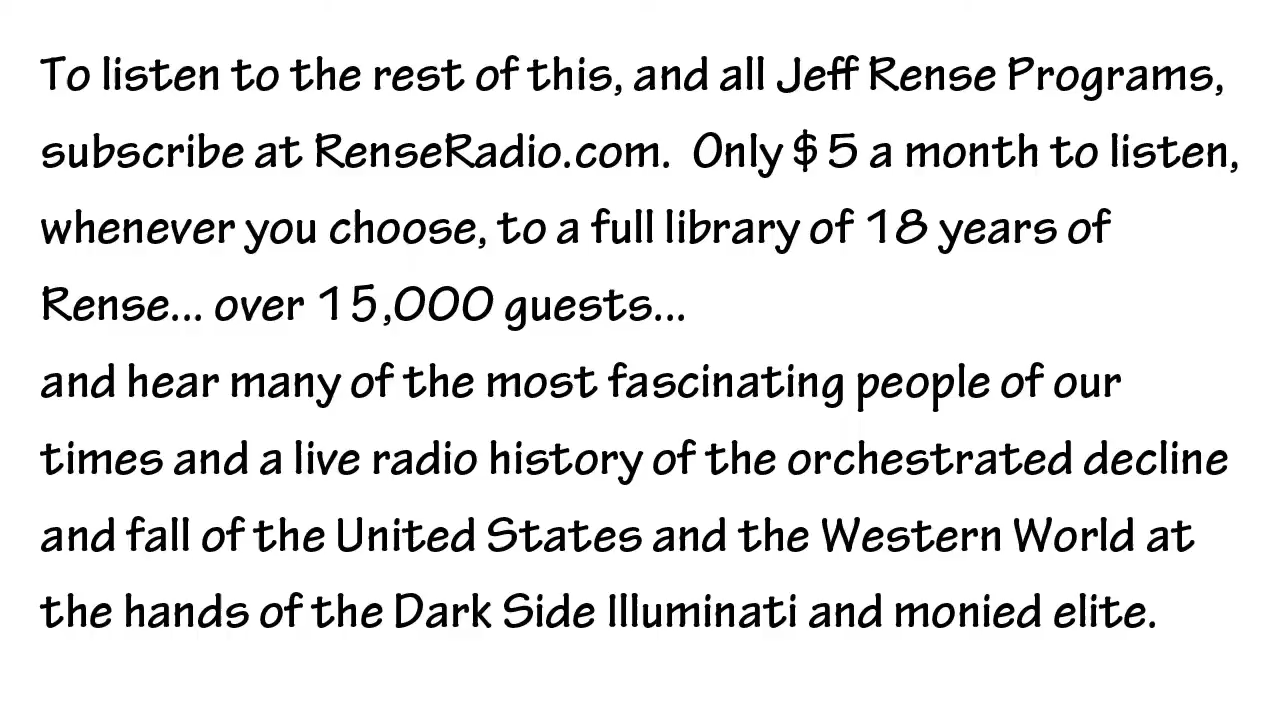 To listen to the rest of this, and all Jeff Rense Programs,
subscribe at RenseRadio.com.  Only $5 a month to listen,
whenever you choose, to a full library of 18 years of
Rense... over 15,000 guests...
and hear many of the most fascinating people of our
times and a live radio history of the orchestrated decline
and fall of the United States and the Western World at
the hands of the Dark Side Illuminati and monied elite.